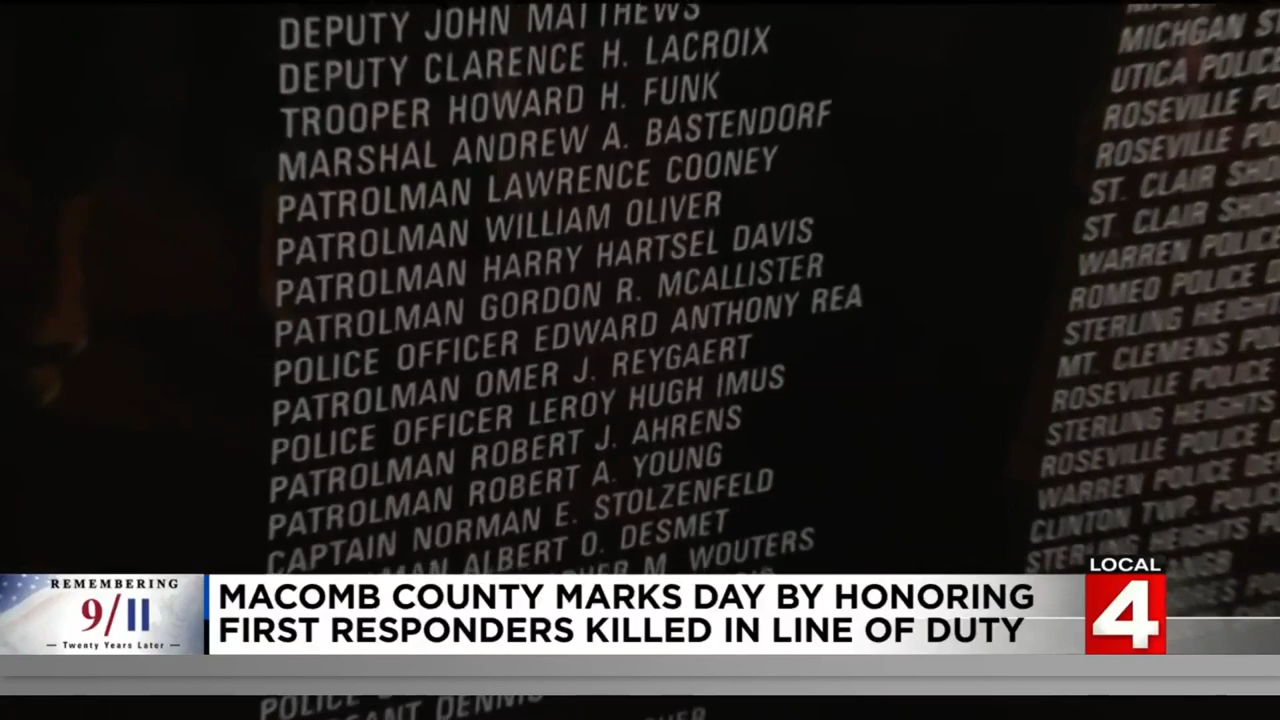 DEPUTY JOHN MATTHEWS
DEPUTY CLARENCE H. LACROIX
TROOPER HOWARD H. FUNK
MARSHAL ANDREW A. BASTENDORF
PATROLMAN LAWRENCE COONEY
PATROLMAN WILLIAM OLIVER
PATROLMAN HARRY HARTSEL DAVIS
PATROLMAN GORDON R. MCALLISTER
POLICE OFFICER EDWARD ANTHONY REA
PATROLMAN OMER J. REYGAERT
POLICE OFFICER LEROY HUGH IMUS
PATROLMAN ROBERT J. AHRENS
PATROLMAN ROBERT A. YOUNG
CAPTAIN NORMAN E. STOLZENFELD
ALBERT O. DESMET
M. WOUTERS
MICHGAN
UTICA POLICE
ROSEVILLE
ROSEVILLE
ST. CLAIR
ST. CLAIR
WARREN POLICE
ROMEO POLICE
STERLING HEIGHTS
MT. CLEMENS
ROSEVILLE POLICE
STERLING HEIGHTS
ROSEVILLE POLICE
WARREN POLICE
CLINTON TWP.
STERLING HEIGHTS
REMEMBERING
9/11
— Twenty Years Later —
MACOMB COUNTY MARKS DAY BY HONORING
FIRST RESPONDERS KILLED IN LINE OF DUTY
LOCAL
4
POLICE
DENNIS